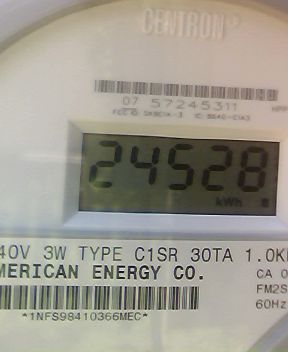 CENTRON
07 57245311
24528
kWh
40V 3W TYPE C1SR 30TA 1.0K
MERICAN ENERGY CO.
CA 0
FM2S
60Hz
*1NFS98410366MEC*